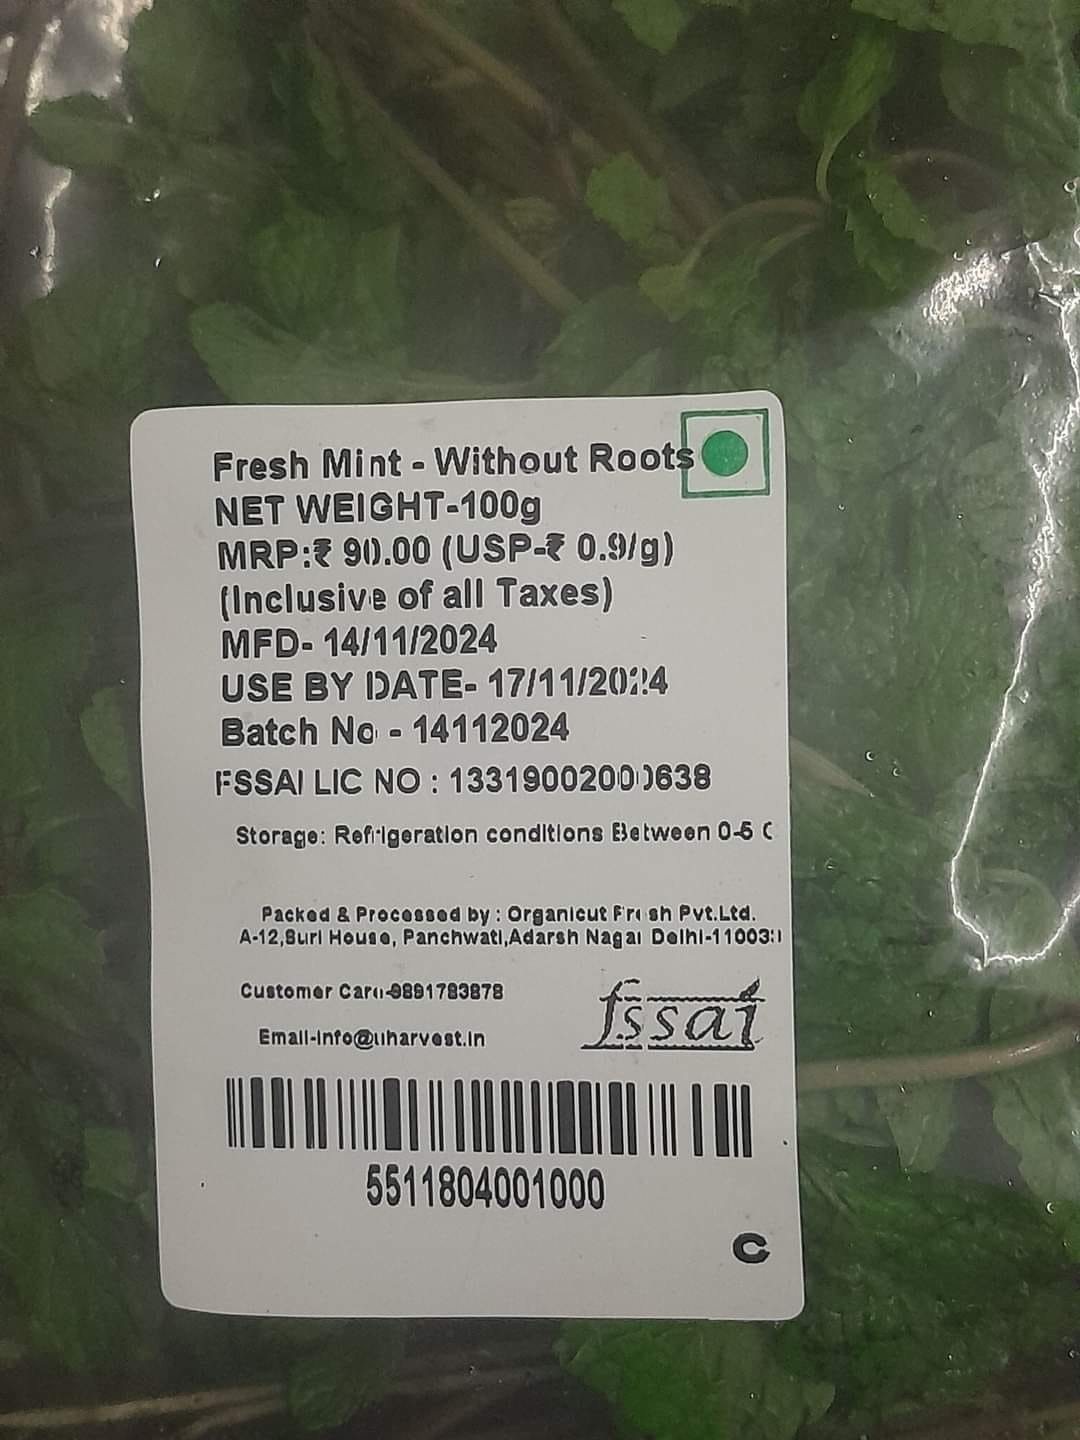 Fresh Mint - Without Roots
NET WEIGHT-100g
MRP:₹ 90.00 (USP-₹ 0.9/g)
(Inclusive of all Taxes)
MFD- 14/11/2024
USE BY DATE- 17/11/2024
Batch No - 14112024
FSSAI LIC NO : 13319002000638
Storage: Refrigeration conditions Between 0-5 C
Packed & Processed by : Organicut Fresh Pvt.Ltd.
A-12,Suri House, Panchwati,Adarsh Nagar Delhi-110033
Customer Care-9891783878
Email-info@uharvest.in
fssai
5511804001000
C